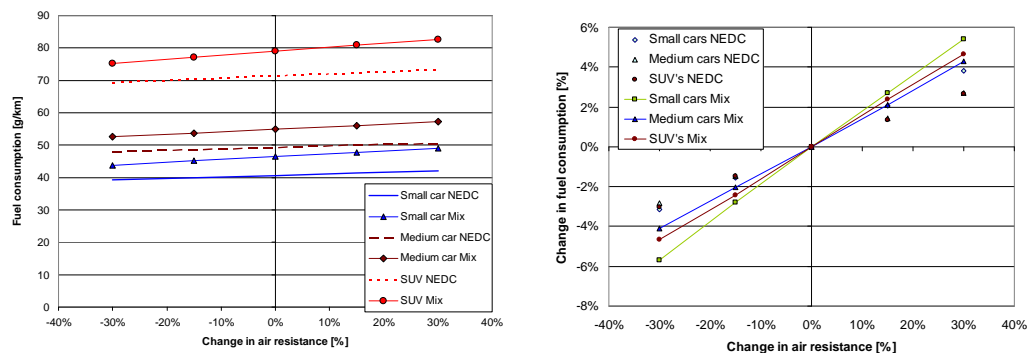 Fuel consumption [g/km]
90
80
70
60
50
40
30
20
10
0
-40% -30% -20% -10% 0% 10% 20% 30% 40%
Change in air resistance [%]
Small car NEDC
Small car Mix
Medium car NEDC
Medium car Mix
SUV NEDC
SUV Mix
Change in fuel consumption [%]
6%
4%
2%
0%
-2%
-4%
-6%
-8%
-40% -30% -20% -10% 0% 10% 20% 30% 40%
Change in air resistance [%]
Small cars NEDC
Medium cars NEDC
SUV's NEDC
Small cars Mix
Medium cars Mix
SUV's Mix